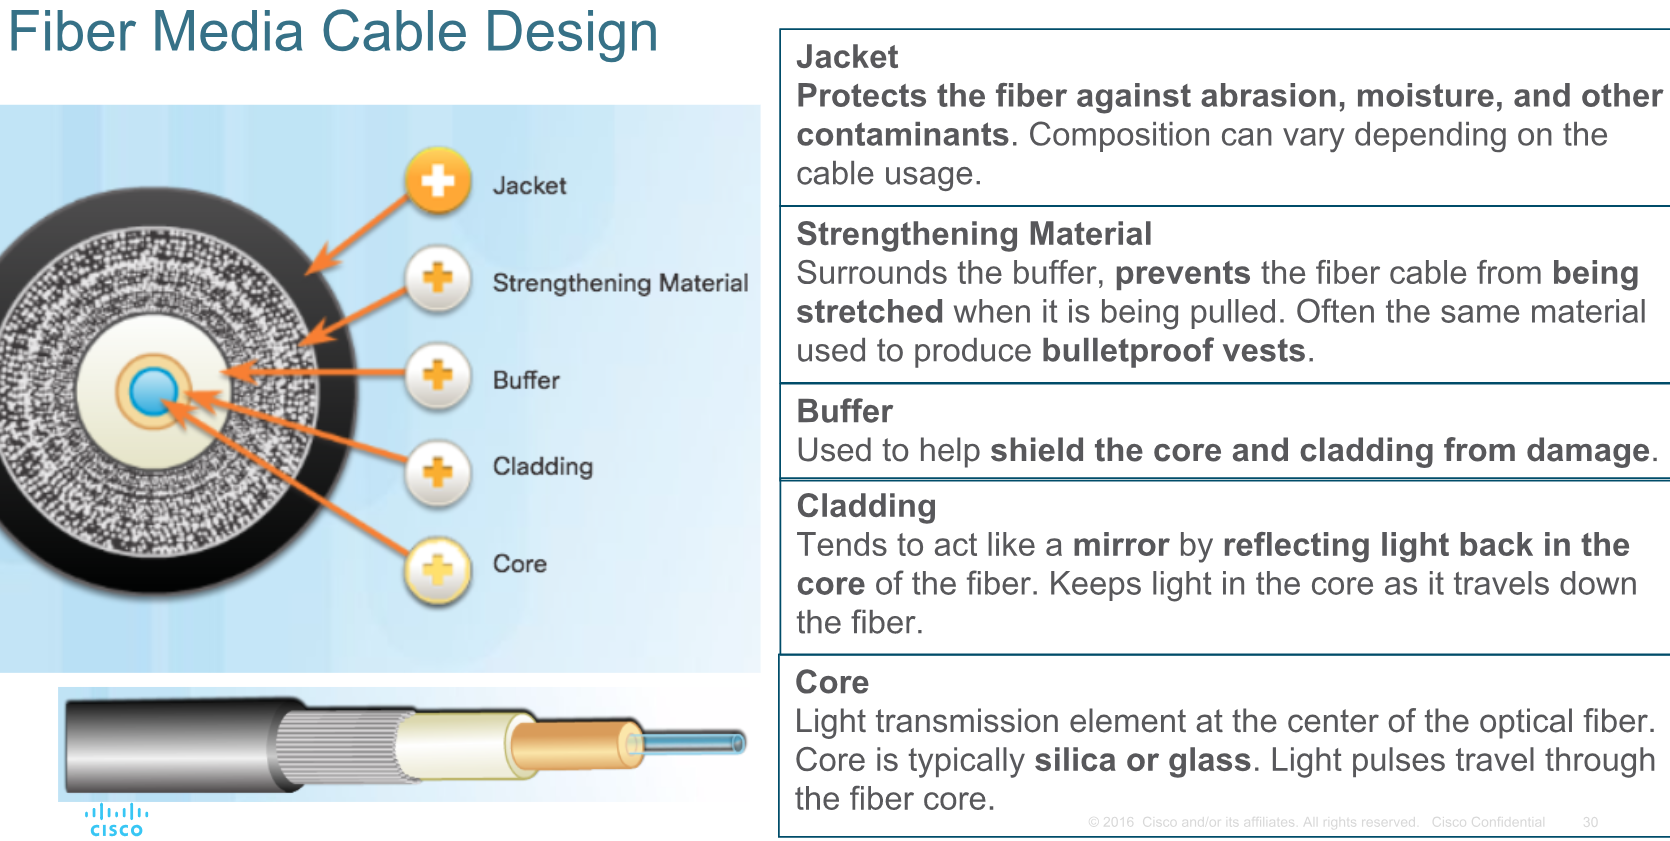 Fiber Media Cable Design
Jacket
Strengthening Material
Buffer
Cladding
Core
Jacket
Protects the fiber against abrasion, moisture, and other
contaminants. Composition can vary depending on the
cable usage.
Strengthening Material
Surrounds the buffer, prevents the fiber cable from being
stretched when it is being pulled. Often the same material
used to produce bulletproof vests.
Buffer
Used to help shield the core and cladding from damage.
Cladding
Tends to act like a mirror by reflecting light back in the
core of the fiber. Keeps light in the core as it travels down
the fiber.
Core
Light transmission element at the center of the optical fiber.
Core is typically silica or glass. Light pulses travel through
the fiber core.
CISCO
© 2016 Cisco and/or its affiliates. All rights reserved. Cisco Confidential 30